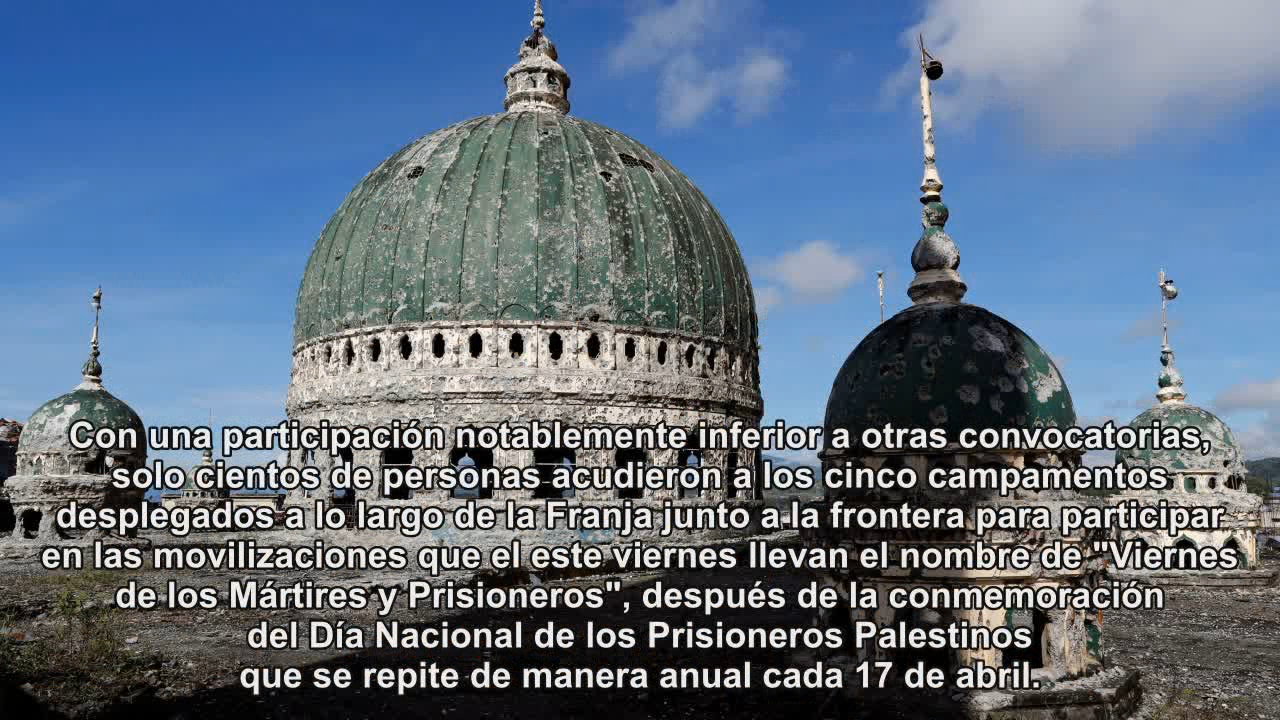 Con una participación notablemente inferior a otras convocatorias,
solo cientos de personas acudieron a los cinco campamentos
desplegados a lo largo de la Franja junto a la frontera para participar
en las movilizaciones que el este viernes llevan el nombre de "Viernes
de los Mártires y Prisioneros", después de la conmemoración
del Día Nacional de los Prisioneros Palestinos
que se repite de manera anual cada 17 de abril.